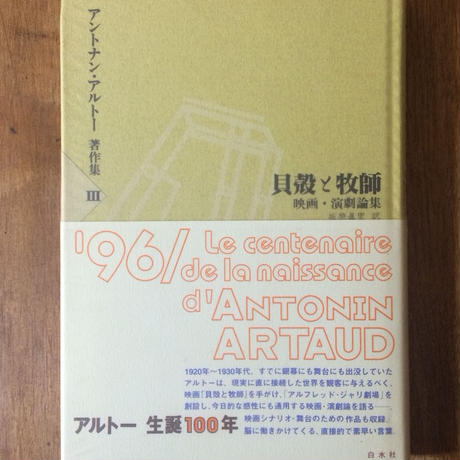 アントナン・アルトー 著作集 III
貝殻と牧師
映画・演劇論集
坂原眞里 訳
'96/ Le centenaire
de la naissance
d'ANTONIN
ARTAUD
1920年〜1930年代、すでに銀幕にも舞台にも出没していた
アルトーは、現実に直に接続した世界を観客に与えるべく、
映画『貝殻と牧師』を手がけ、『アルフレッド・ジャリ劇場』を
創設し、今日的な感性にも通用する映画・演劇論を語る――。
映画シナリオ・舞台のための作品も収録。
脳に働きかけてくる、直接的で素早い言葉。
アルトー 生誕100年
白水社